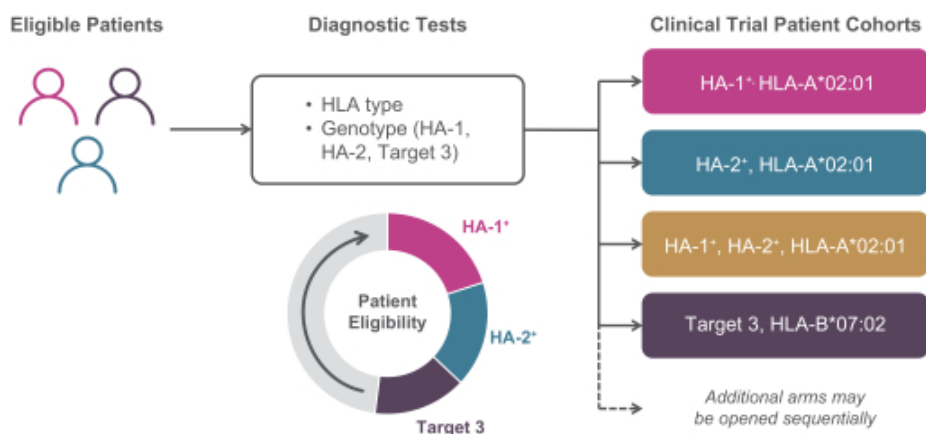 Eligible Patients
Diagnostic Tests
Clinical Trial Patient Cohorts
• HLA type
• Genotype (HA-1,
HA-2, Target 3)
HA-1⁺, HLA-A*02:01
HA-2⁺, HLA-A*02:01
HA-1⁺, HA-2⁺, HLA-A*02:01
Target 3, HLA-B*07:02
Additional arms may
be opened sequentially
HA-1⁺
Patient
Eligibility
HA-2⁺
Target 3